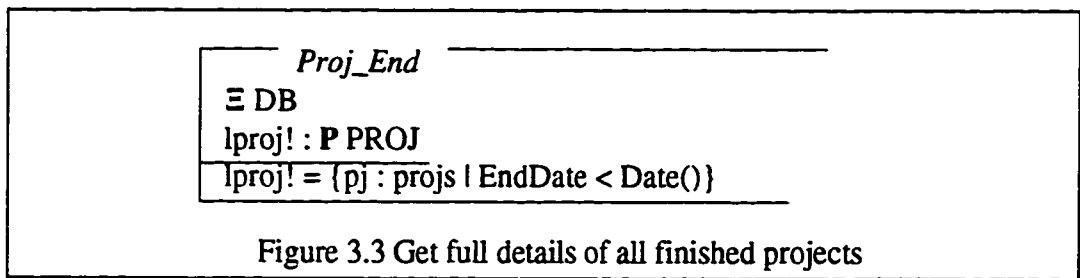 Proj_End
Ξ DB
lproj! : P PROJ
lproj! = {pj : projs | EndDate < Date()}
Figure 3.3 Get full details of all finished projects